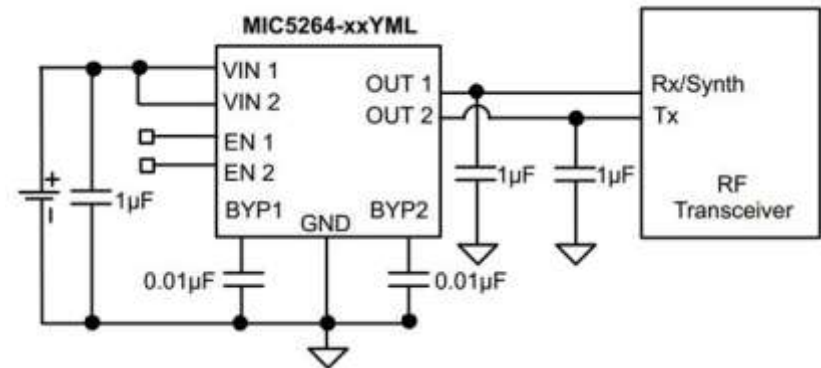 MIC5264-xxYML
VIN 1
VIN 2
EN 1
EN 2
BYP1
GND
BYP2
OUT 1
OUT 2
Rx/Synth
Tx
RF
Transceiver
+
1µF
1µF
1µF
0.01µF
0.01µF